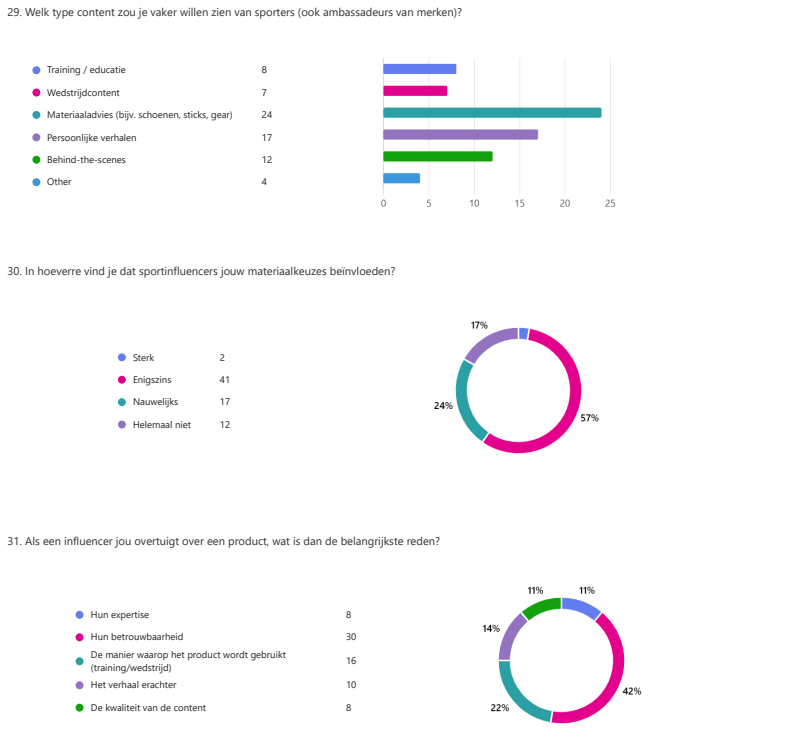 29. Welk type content zou je vaker willen zien van sporters (ook ambassadeurs van merken)?
Training / educatie 8
Wedstrijdcontent 7
Materiaaladvies (bijv. schoenen, sticks, gear) 24
Persoonlijke verhalen 17
Behind-the-scenes 12
Other 4
0 5 10 15 20 25
30. In hoeverre vind je dat sportinfluencers jouw materiaalkeuzes beïnvloeden?
Sterk 2
Enigszins 41
Nauwelijks 17
Helemaal niet 12
17%
24%
57%
31. Als een influencer jou overtuigt over een product, wat is dan de belangrijkste reden?
Hun expertise 8
Hun betrouwbaarheid 30
De manier waarop het product wordt gebruikt
(training/wedstrijd) 16
Het verhaal erachter 10
De kwaliteit van de content 8
11% 11%
14%
42%
22%